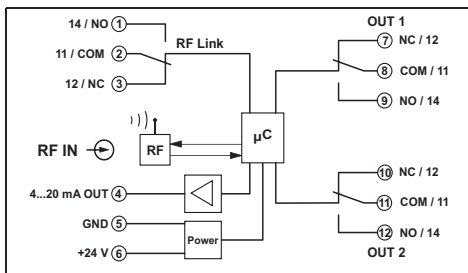 14 / NO 1
11 / COM 2
12 / NC 3
RF Link
OUT 1
7 NC / 12
8 COM / 11
9 NO / 14
µC
RF IN
RF
4...20 mA OUT 4
GND 5
+24 V 6
Power
10 NC / 12
11 COM / 11
12 NO / 14
OUT 2